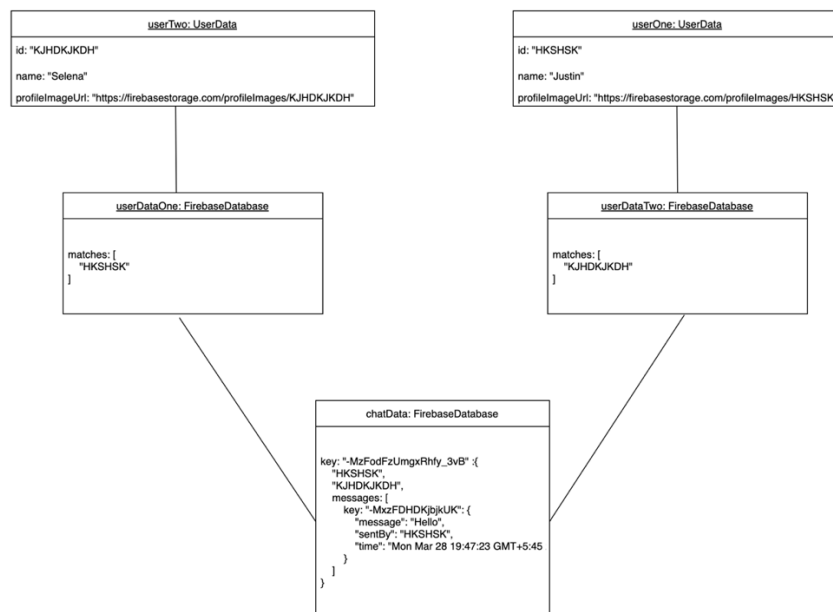 userTwo: UserData
id: "KJHDKJKDH"
name: "Selena"
profileImageUrl: "https://firebasestorage.com/profileImages/KJHDKJKDH"
userOne: UserData
id: "HKSHSK"
name: "Justin"
profileImageUrl: "https://firebasestorage.com/profileImages/HKSHSK
userDataOne: FirebaseDatabase
matches: [
"HKSHSK"
]
userDataTwo: FirebaseDatabase
matches: [
"KJHDKJKDH"
]
chatData: FirebaseDatabase
key: "-MzFodFzUmgxRhfy_3vB" :{
"HKSHSK",
"KJHDKJKDH",
messages: [
key: "-MxzFDHDKjbjkUK": {
"message": "Hello",
"sentBy": "HKSHSK",
"time": "Mon Mar 28 19:47:23 GMT+5:45
}
]
}